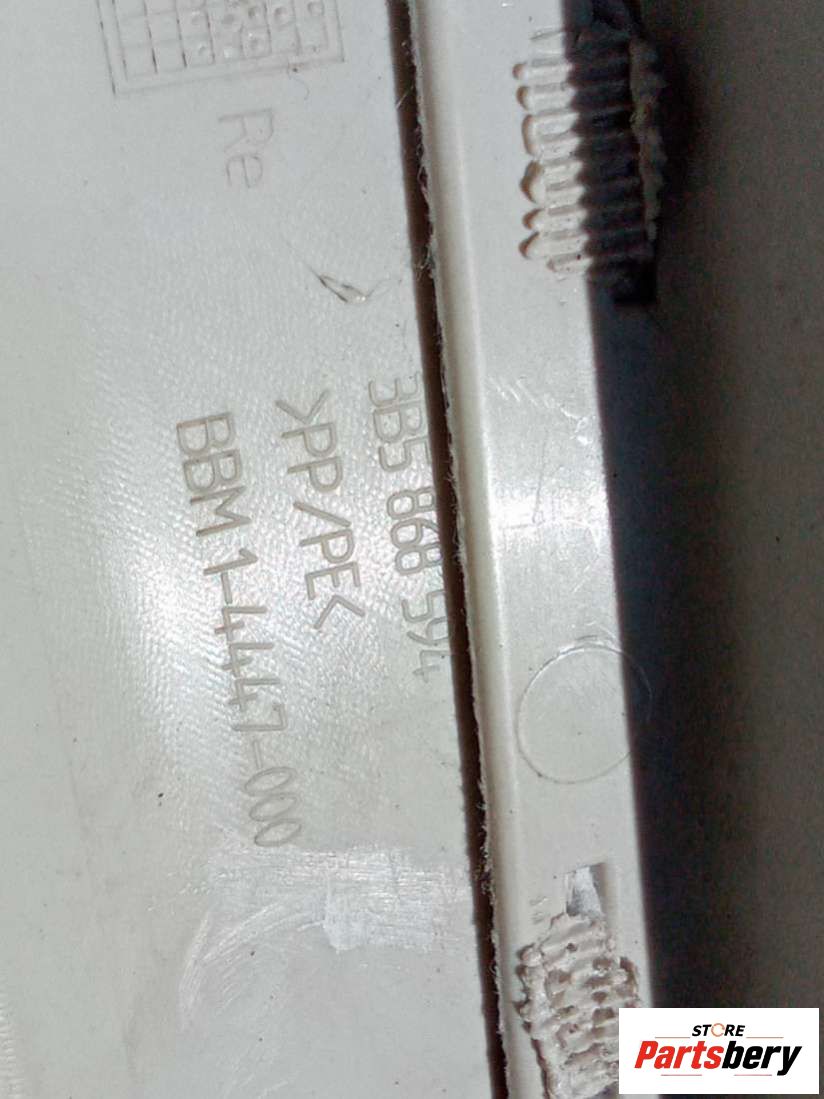 Re
3B5 868 594
>PP/PE<
BBM 1-4447-000
STORE
Partsbery